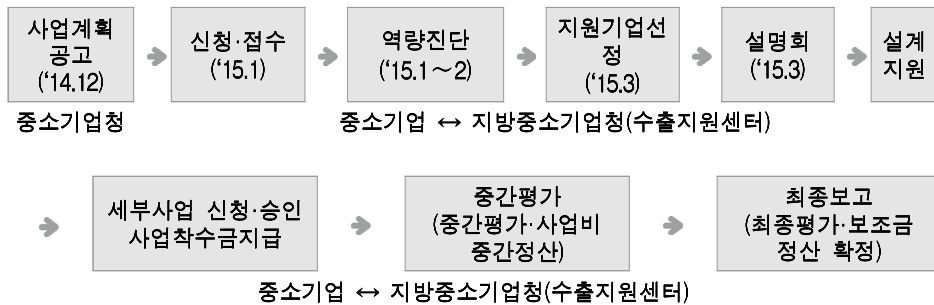 사업계획
공고
(‘14.12)
신청·접수
(‘15.1)
역량진단
(‘15.1～2)
지원기업선
정
(‘15.3)
설명회
(‘15.3)
설계
지원
중소기업청
중소기업 ↔ 지방중소기업청(수출지원센터)
세부사업 신청·승인
사업착수금지급
중간평가
(중간평가·사업비
중간정산)
최종보고
(최종평가·보조금
정산 확정)
중소기업 ↔ 지방중소기업청(수출지원센터)